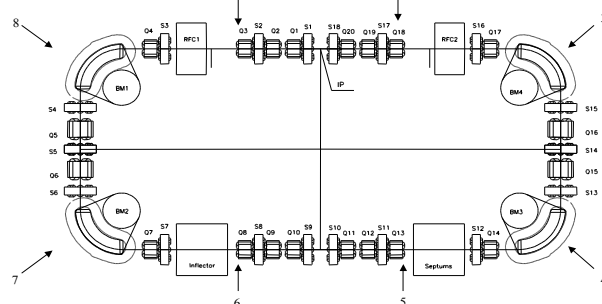 8
Q4 S3 RFC1 Q3 S2 Q2 Q1 S1 S18 Q20 Q19 S17 Q18 RFC2 S16 Q17
IP
BM1 BM4
S4 S15
Q5 Q16
S5 S14
Q6 Q15
S6 S13
BM2 BM3
Q7 S7 Inflector Q8 S8 Q9 Q10 S9 S10 Q11 Q12 S11 Q13 Septums S12 Q14
7
6 5